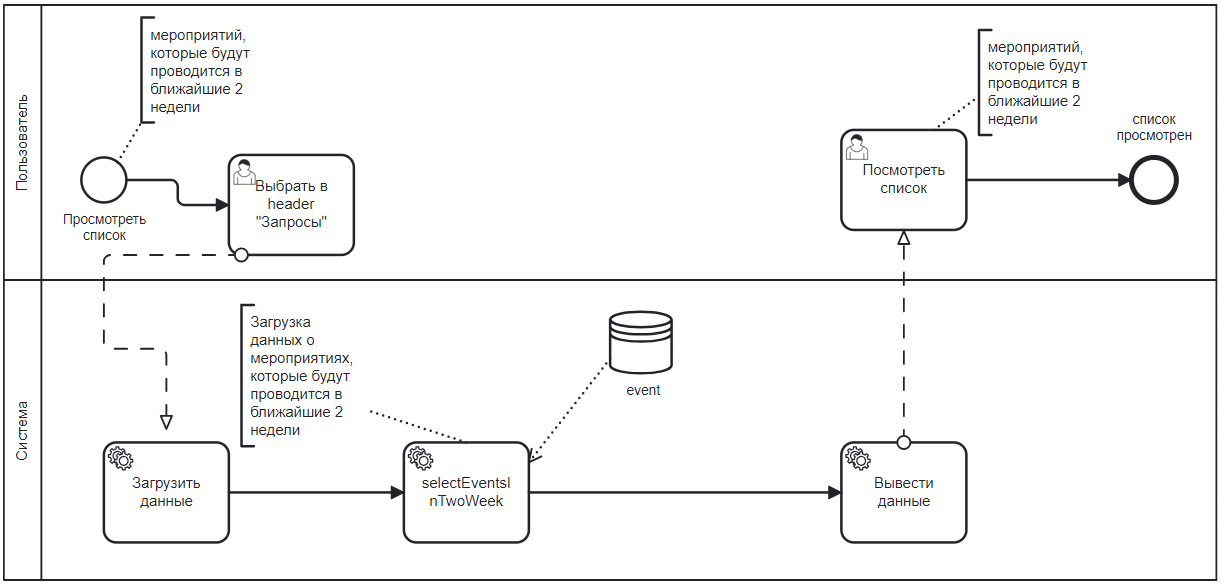 Пользователь
мероприятий,
которые будут
проводится в
ближайшие 2
недели
Просмотреть
список
Выбрать в
header
"Запросы"
мероприятий,
которые будут
проводится в
ближайшие 2
недели
Посмотреть
список
список
просмотрен
Система
Загрузка
данных о
мероприятиях,
которые будут
проводится в
ближайшие 2
недели
event
Загрузить
данные
selectEventsI
nTwoWeek
Вывести
данные